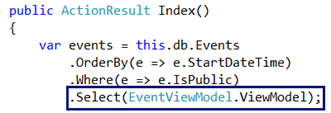 public ActionResult Index()
{
    var events = this.db.Events
        .OrderBy(e => e.StartDateTime)
        .Where(e => e.IsPublic)
        .Select(EventViewModel.ViewModel);